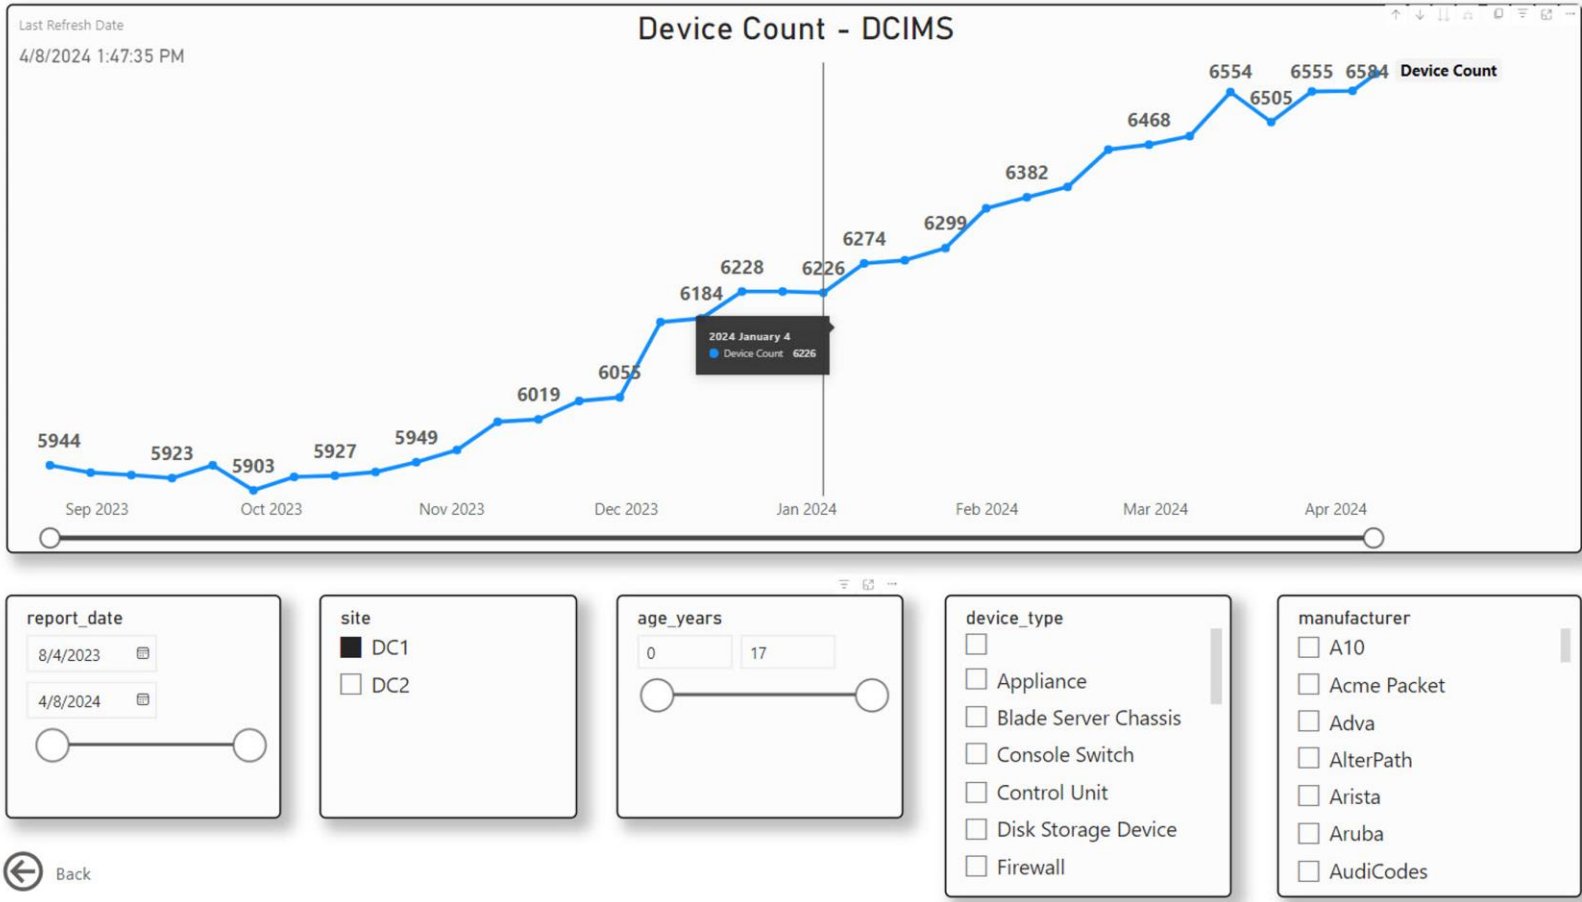 Last Refresh Date
4/8/2024 1:47:35 PM
Device Count - DCIMS
Device Count
5944
5923
5903
5927
5949
6019
6055
6184
6228
6226
6274
6299
6382
6468
6554
6505
6555
6584
2024 January 4
Device Count 6226
Sep 2023
Oct 2023
Nov 2023
Dec 2023
Jan 2024
Feb 2024
Mar 2024
Apr 2024
report_date
8/4/2023
4/8/2024
site
DC1
DC2
age_years
0
17
device_type
Appliance
Blade Server Chassis
Console Switch
Control Unit
Disk Storage Device
Firewall
manufacturer
A10
Acme Packet
Adva
AlterPath
Arista
Aruba
AudiCodes
Back